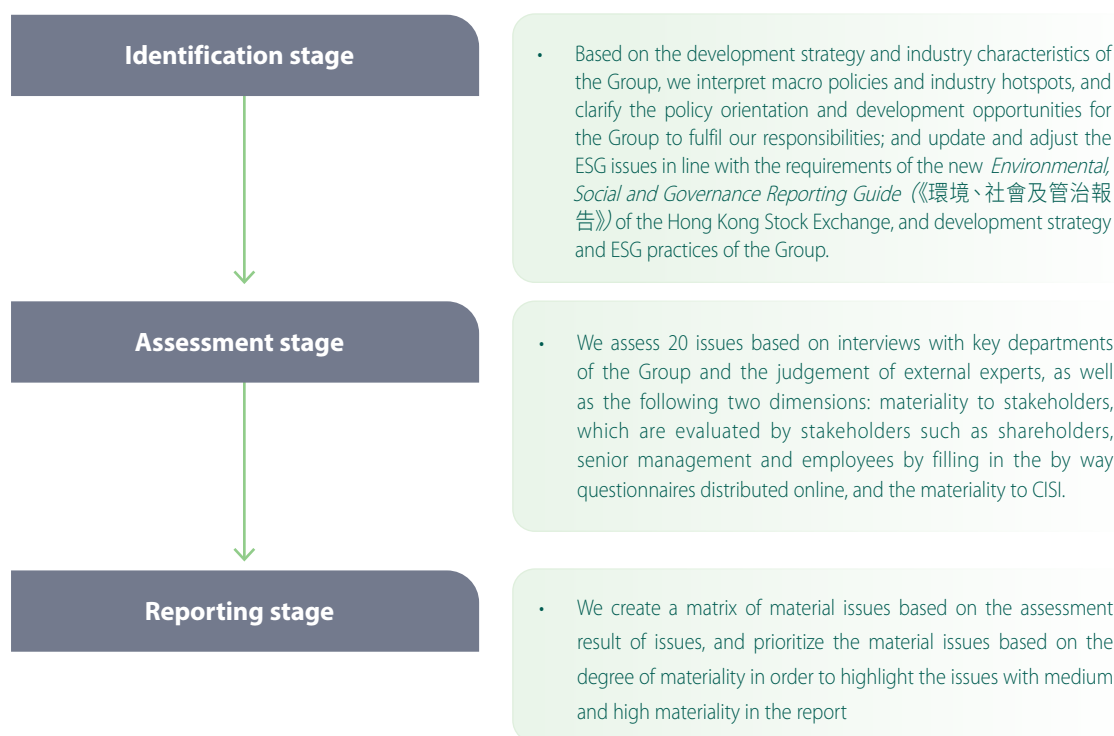 Identification stage
• Based on the development strategy and industry characteristics of
the Group, we interpret macro policies and industry hotspots, and
clarify the policy orientation and development opportunities for
the Group to fulfil our responsibilities; and update and adjust the
ESG issues in line with the requirements of the new Environmental,
Social and Governance Reporting Guide (《環境、社會及管治報
告》) of the Hong Kong Stock Exchange, and development strategy
and ESG practices of the Group.
Assessment stage
• We assess 20 issues based on interviews with key departments
of the Group and the judgement of external experts, as well
as the following two dimensions: materiality to stakeholders,
which are evaluated by stakeholders such as shareholders,
senior management and employees by filling in the by way
questionnaires distributed online, and the materiality to CISI.
Reporting stage
• We create a matrix of material issues based on the assessment
result of issues, and prioritize the material issues based on the
degree of materiality in order to highlight the issues with medium
and high materiality in the report